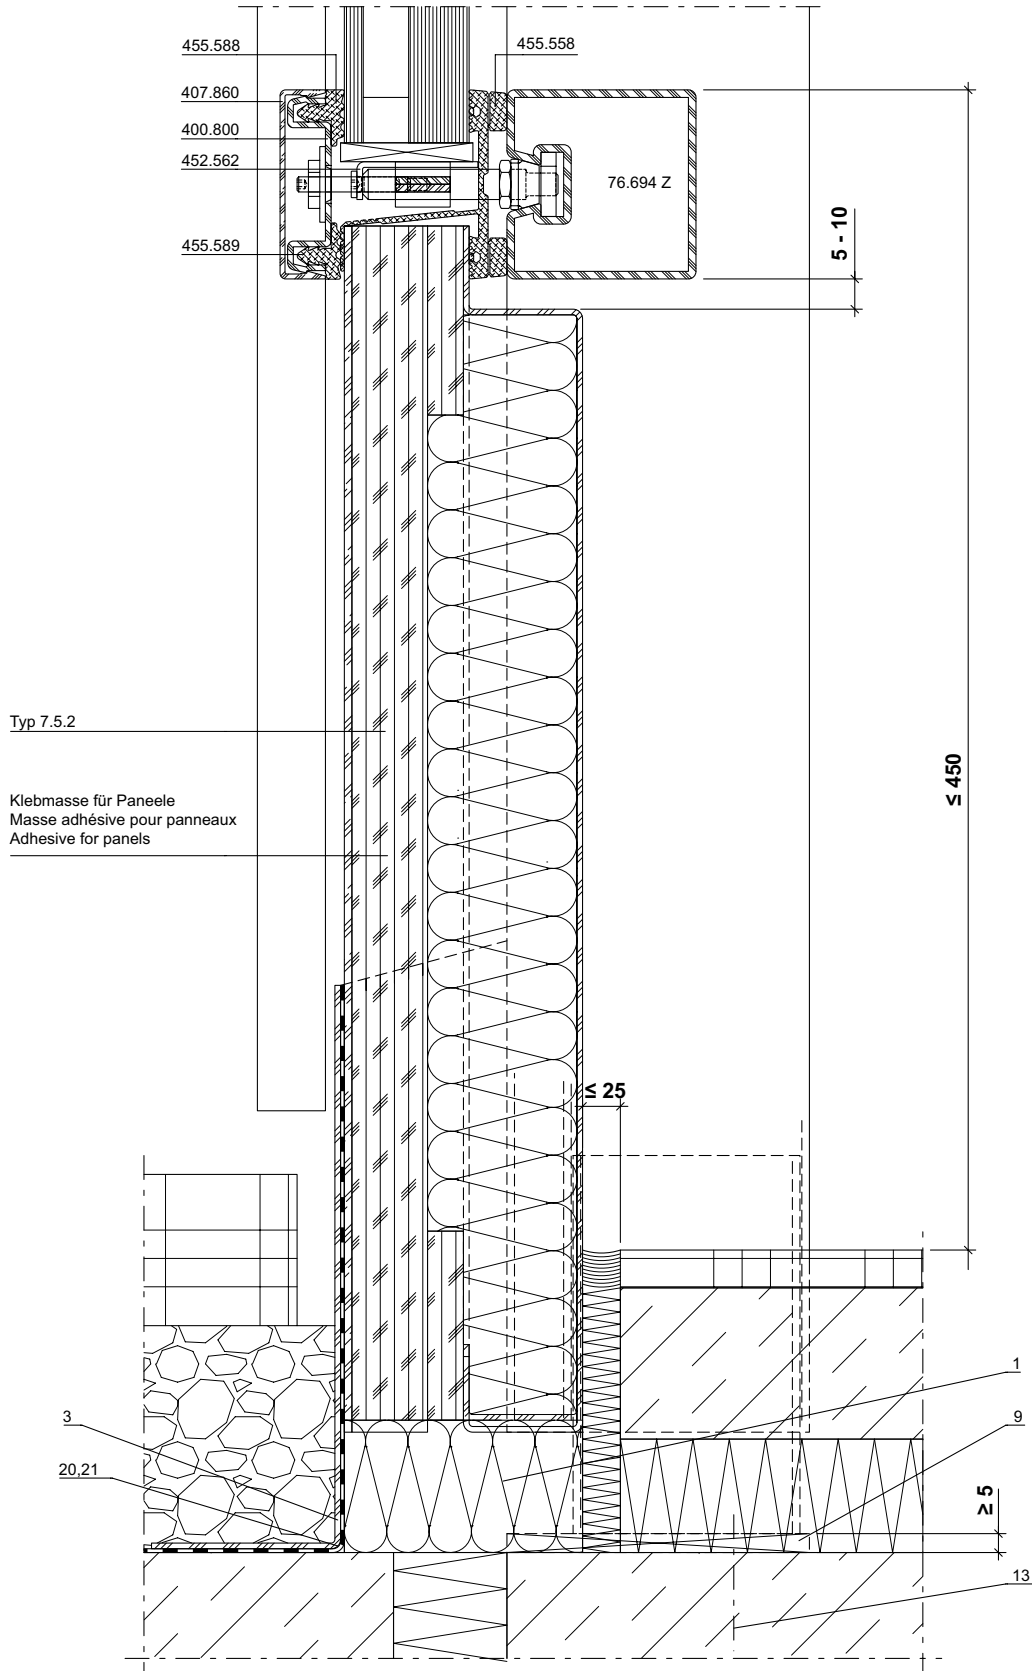 455.588
455.558
407.860
400.800
452.562
76.694 Z
5 - 10
455.589
Typ 7.5.2
≤ 450
Klebmasse für Paneele
Masse adhésive pour panneaux
Adhesive for panels
≤ 25
1
3
9
20,21
≥ 5
13